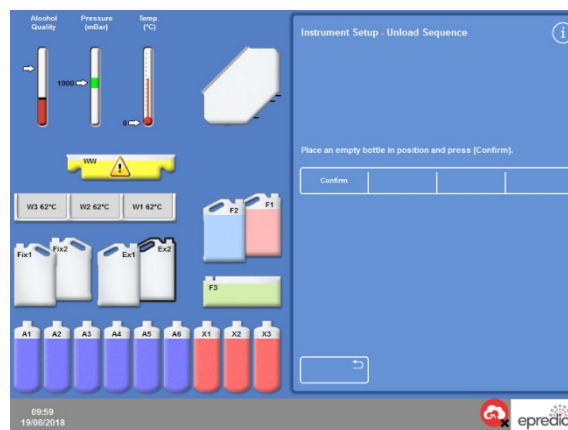 Alcohol Quality
Pressure (mBar)
Temp. (°C)
1000
0
WW
W3 62°C
W2 62°C
W1 62°C
F2
F1
Fix1
Fix2
Ex1
Ex2
F3
A1
A2
A3
A4
A5
A6
X1
X2
X3
Instrument Setup - Unload Sequence
i
Place an empty bottle in position and press [Confirm].
Confirm
09:59
19/06/2018
epredia